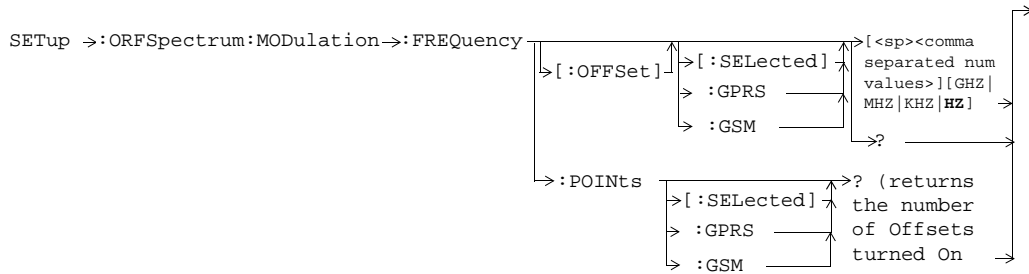 SETup :ORFSpectrum:MODulation :FREQuency
[:OFFSet]
[:SELected]
:GPRS
:GSM
[<sp><comma
separated num
values>][GHZ|
MHZ|KHZ|HZ]
?
:POINts
[:SELected]
:GPRS
:GSM
? (returns
the number
of Offsets
turned On